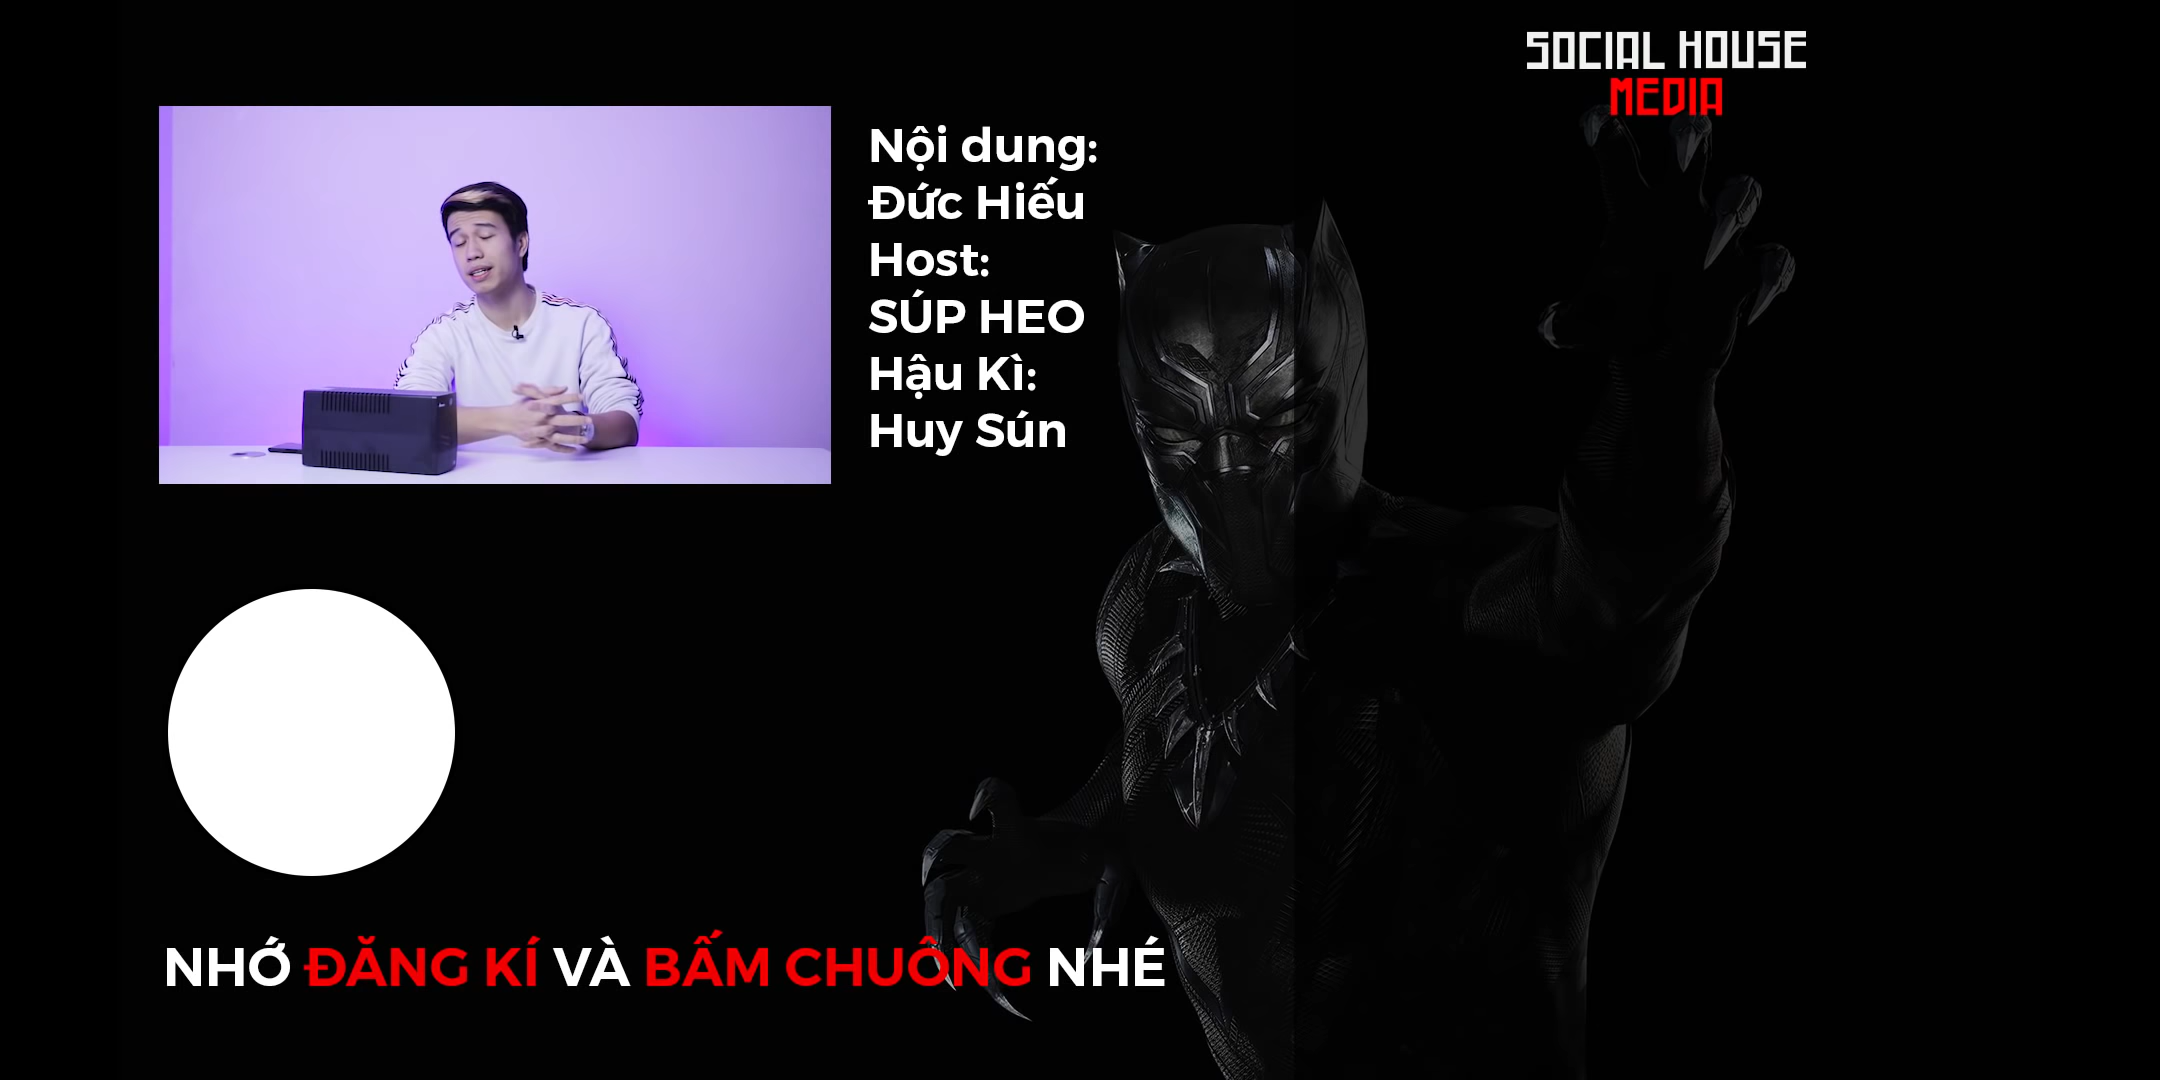 SOCIAL HOUSE
MEDIA
Nội dung:
Đức Hiếu
Host:
SÚP HEO
Hậu Kì:
Huy Sún
NHỚ ĐĂNG KÍ VÀ BẤM CHUÔNG NHÉ